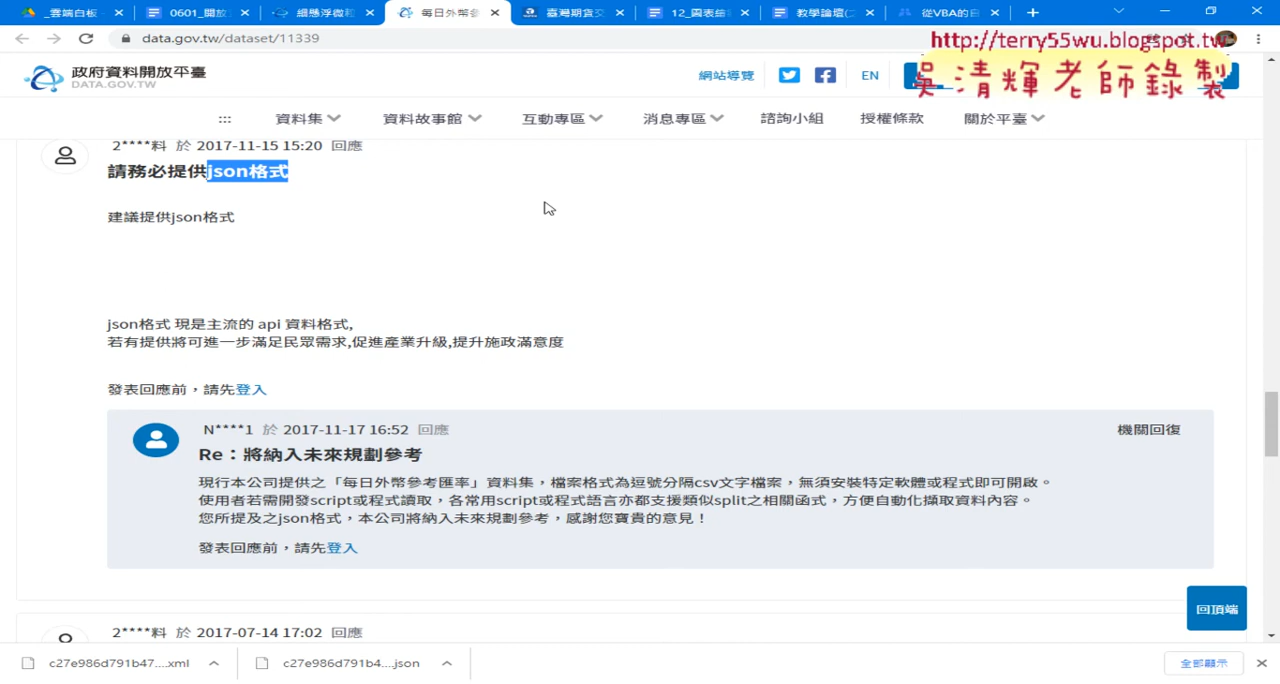 _雲端白板
0601_開放
細懸浮微粒
每日外幣參
臺灣期貨交
12_圖表繪
教學論壇(
從VBA的自
data.gov.tw/dataset/11339
http://terry55wu.blogspot.tw
吳清輝老師錄製
政府資料開放平臺
DATA.GOV.TW
網站導覽
EN
資料集
資料故事館
互動專區
消息專區
諮詢小組
授權條款
關於平臺
2****料 於 2017-11-15 15:20 回應
請務必提供json格式
建議提供json格式
json格式 現是主流的 api 資料格式,
若有提供將可進一步滿足民眾需求,促進產業升級,提升施政滿意度
發表回應前，請先登入
N****1 於 2017-11-17 16:52 回應
機關回復
Re：將納入未來規劃參考
現行本公司提供之「每日外幣參考匯率」資料集，檔案格式為逗號分隔csv文字檔案，無須安裝特定軟體或程式即可開啟。
使用者若需開發script或程式讀取，各常用script或程式語言亦都支援類似split之相關函式，方便自動化擷取資料內容。
您所提及之json格式，本公司將納入未來規劃參考，感謝您寶貴的意見！
發表回應前，請先登入
回頂端
2****料 於 2017-07-14 17:02 回應
c27e986d791b47....xml
c27e986d791b4....json
全部顯示